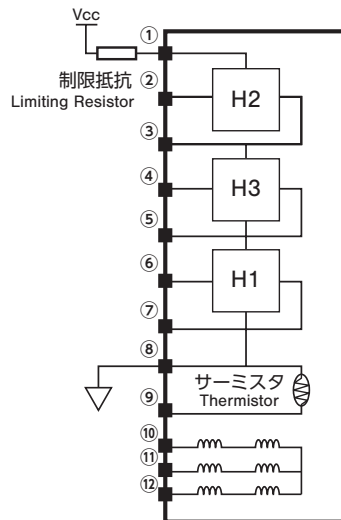 Vcc
①
制限抵抗
Limiting Resistor
②
H2
③
④
H3
⑤
⑥
H1
⑦
⑧
サーミスタ
Thermistor
⑨
⑩
⑪
⑫